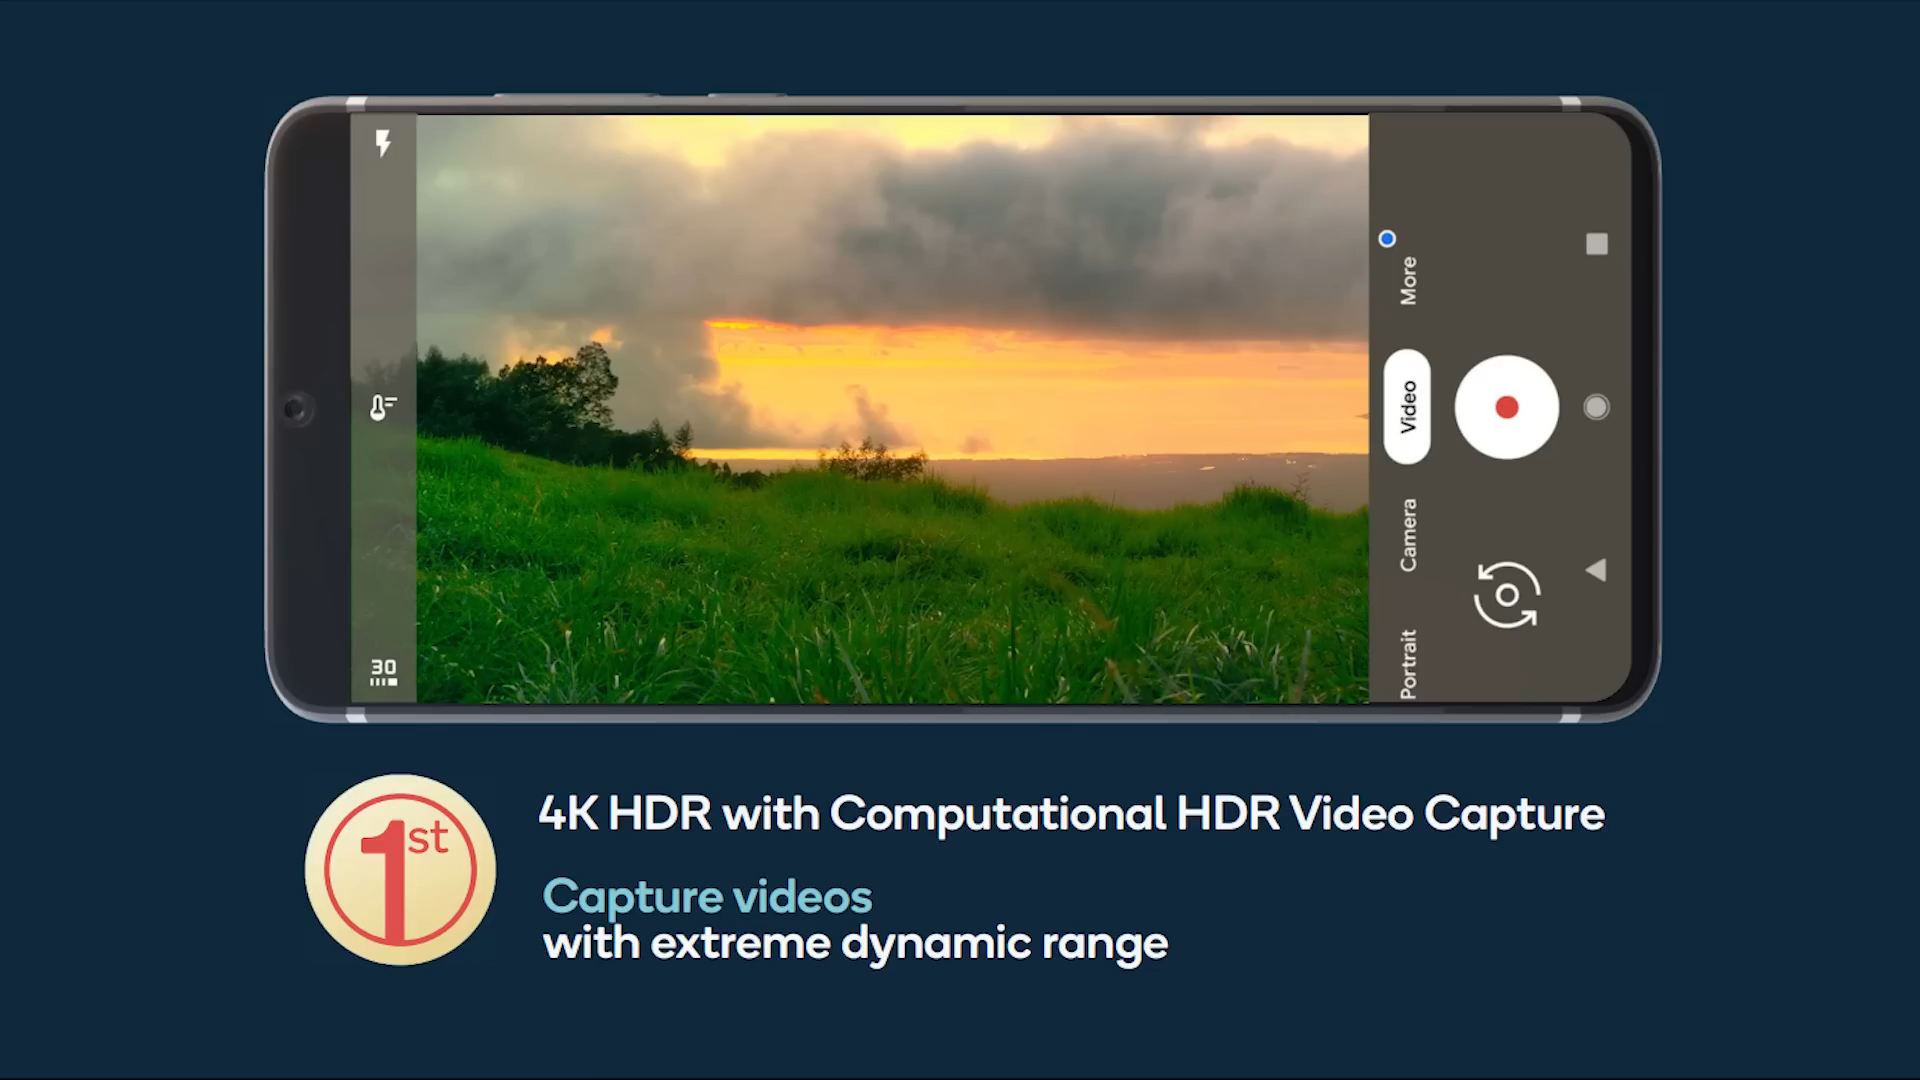 30
More
Video
Camera
Portrait
1st
4K HDR with Computational HDR Video Capture
Capture videos
with extreme dynamic range